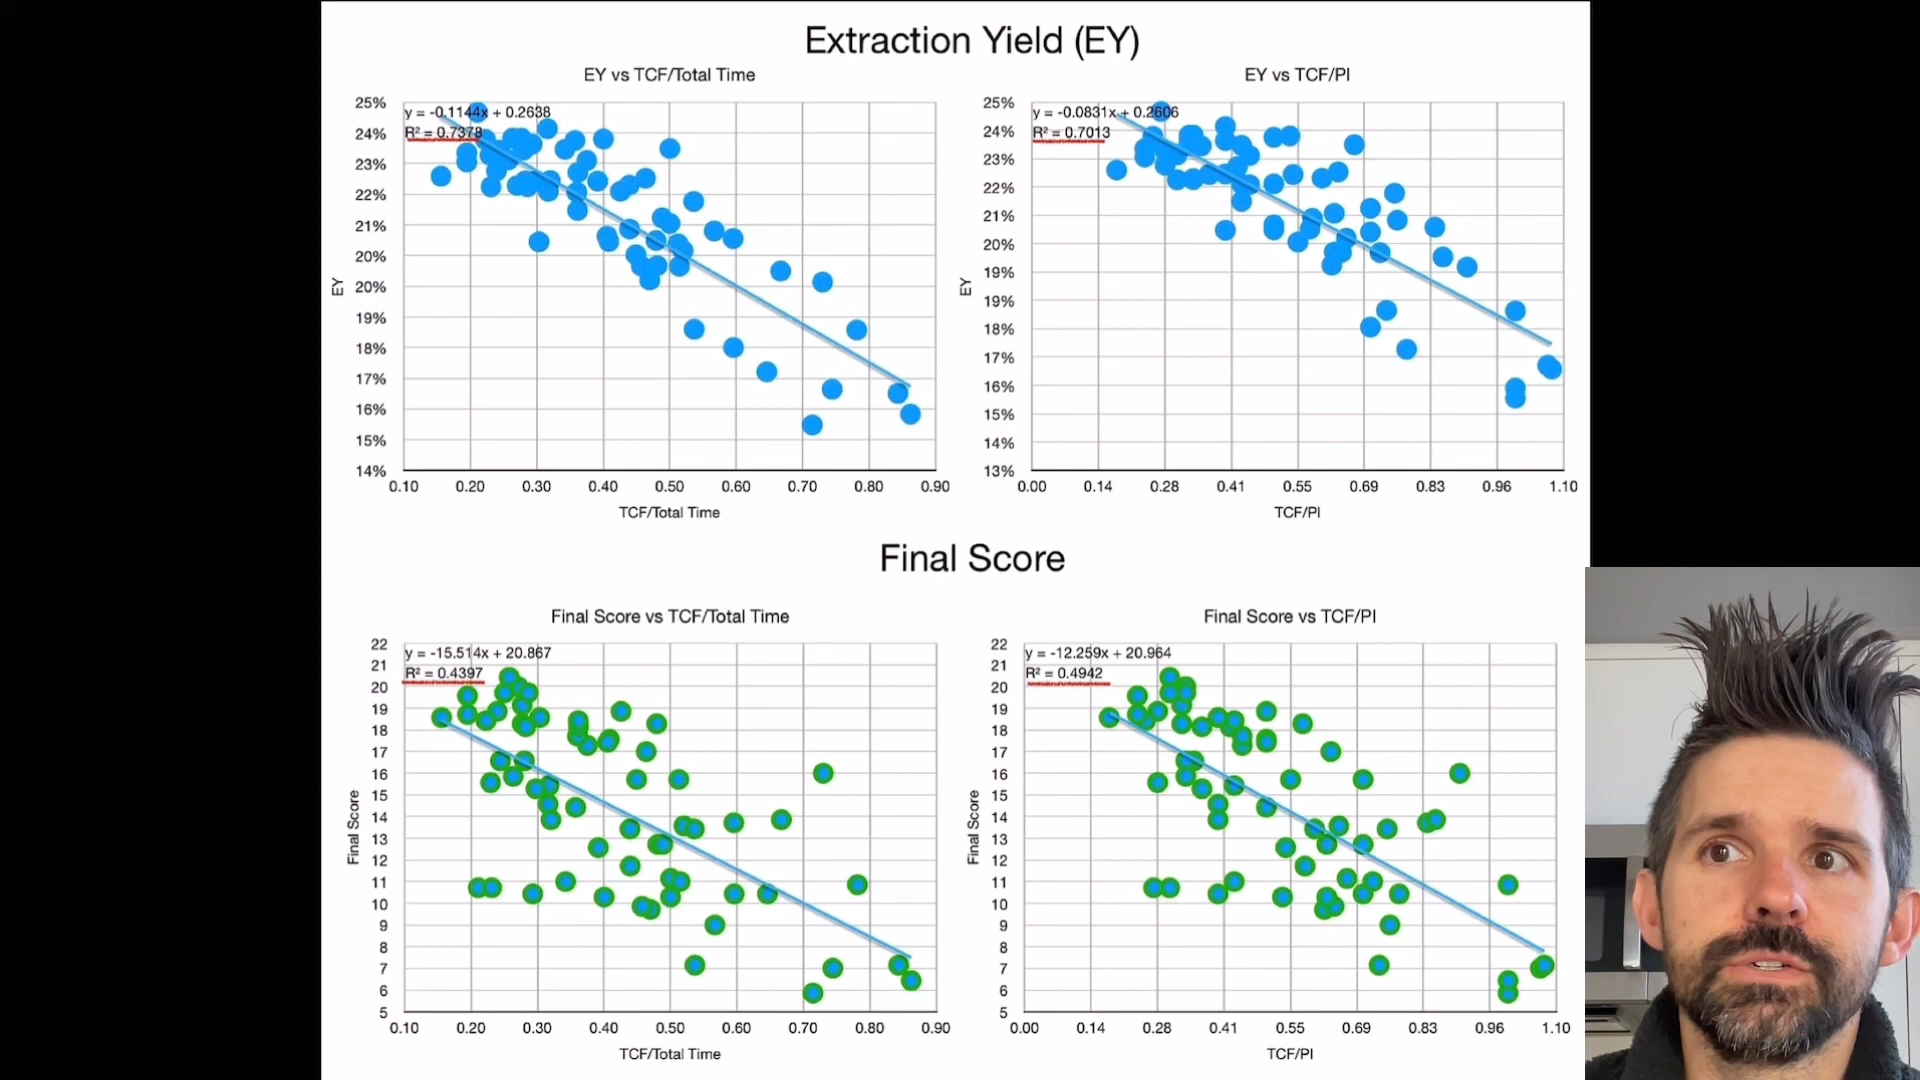 Extraction Yield (EY)
EY vs TCF/Total Time
y = -0.1144x + 0.2638
R² = 0.7378
25%
24%
23%
22%
21%
20%
20%
19%
18%
17%
16%
15%
14%
EY
0.10 0.20 0.30 0.40 0.50 0.60 0.70 0.80 0.90
TCF/Total Time
EY vs TCF/PI
y = -0.0831x + 0.2606
R² = 0.7013
25%
24%
23%
22%
21%
20%
19%
19%
18%
17%
16%
15%
14%
13%
EY
0.00 0.14 0.28 0.41 0.55 0.69 0.83 0.96 1.10
TCF/PI
Final Score
Final Score vs TCF/Total Time
y = -15.514x + 20.867
R² = 0.4397
22
21
20
19
18
17
16
15
14
13
12
11
10
9
8
7
6
5
Final Score
0.10 0.20 0.30 0.40 0.50 0.60 0.70 0.80 0.90
TCF/Total Time
Final Score vs TCF/PI
y = -12.259x + 20.964
R² = 0.4942
22
21
20
19
18
17
16
15
14
13
12
11
10
9
8
7
6
5
Final Score
0.00 0.14 0.28 0.41 0.55 0.69 0.83 0.96 1.10
TCF/PI